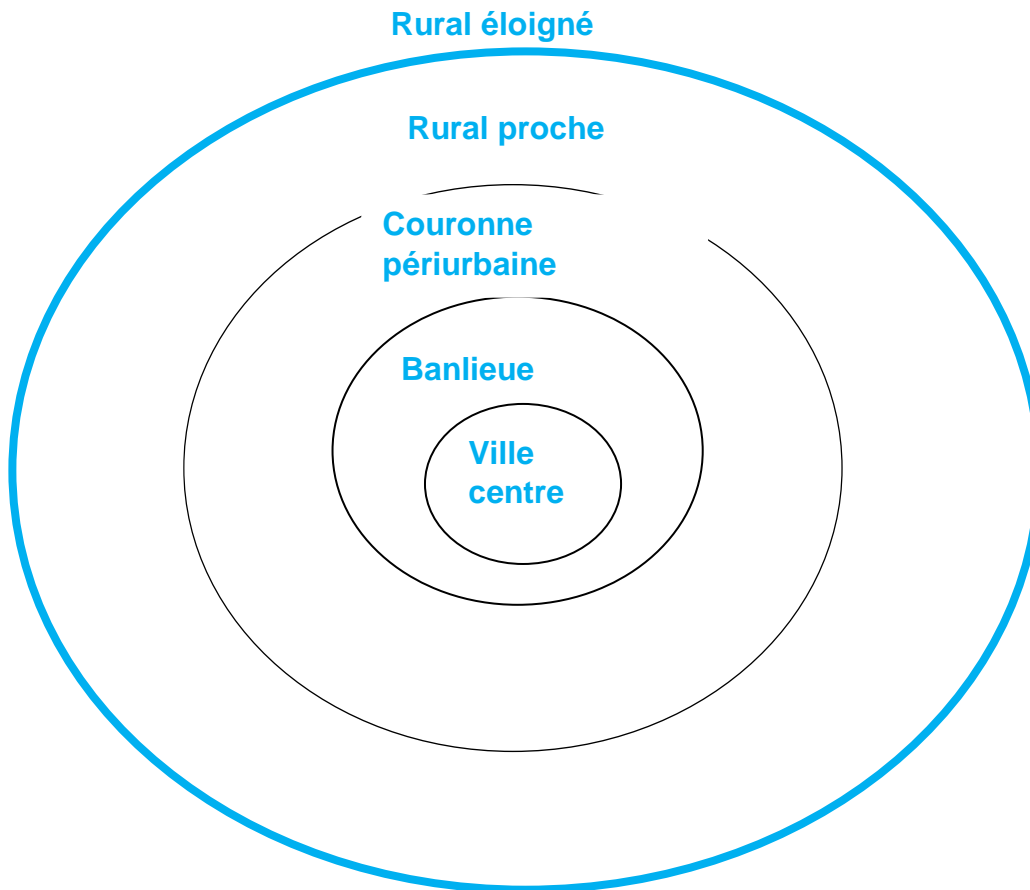 Rural éloigné
Rural proche
Couronne
périurbaine
Banlieue
Ville
centre